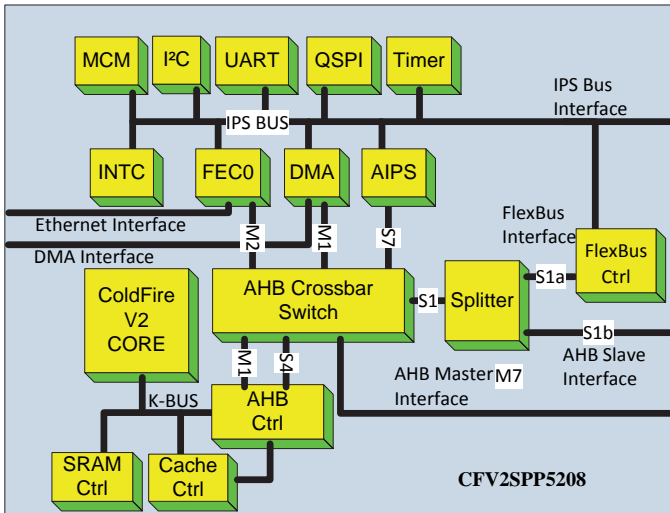 MCM
I²C
UART
QSPI
Timer
IPS Bus
Interface
IPS BUS
INTC
FEC0
DMA
AIPS
Ethernet Interface
DMA Interface
M2
M1
S7
FlexBus
Interface
FlexBus
Ctrl
ColdFire
V2
CORE
AHB Crossbar
Switch
S1
Splitter
S1a
S1b
AHB Slave
Interface
M1
S4
AHB Master M7
Interface
K-BUS
AHB
Ctrl
SRAM
Ctrl
Cache
Ctrl
CFV2SPP5208